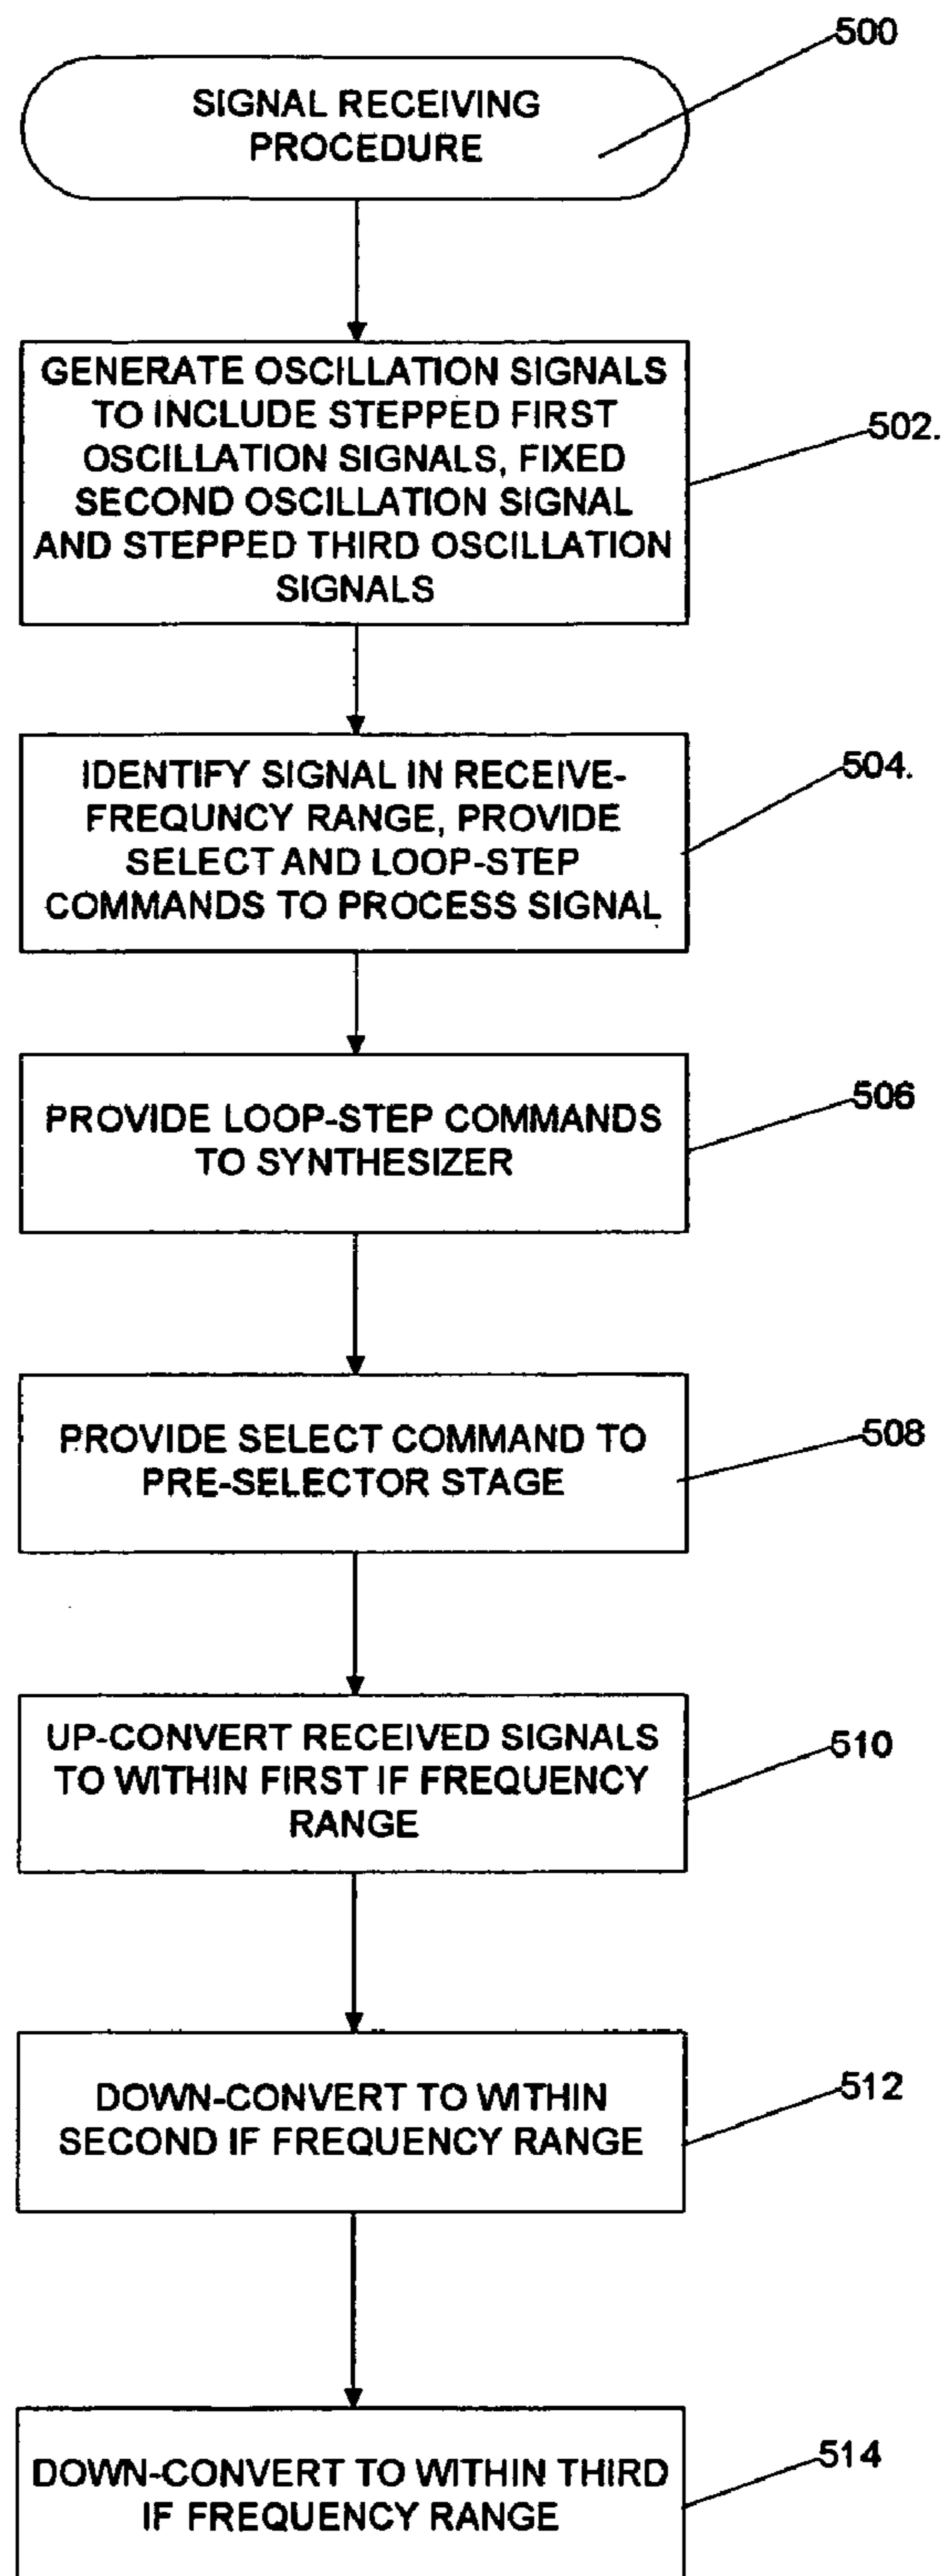 500
SIGNAL RECEIVING
PROCEDURE
GENERATE OSCILLATION SIGNALS
TO INCLUDE STEPPED FIRST
OSCILLATION SIGNALS, FIXED
SECOND OSCILLATION SIGNAL
AND STEPPED THIRD OSCILLATION
SIGNALS
502.
IDENTIFY SIGNAL IN RECEIVE-
FREQUNCY RANGE, PROVIDE
SELECT AND LOOP-STEP
COMMANDS TO PROCESS SIGNAL
504.
PROVIDE LOOP-STEP COMMANDS
TO SYNTHESIZER
506
PROVIDE SELECT COMMAND TO
PRE-SELECTOR STAGE
508
UP-CONVERT RECEIVED SIGNALS
TO WITHIN FIRST IF FREQUENCY
RANGE
510
DOWN-CONVERT TO WITHIN
SECOND IF FREQUENCY RANGE
512
DOWN-CONVERT TO WITHIN THIRD
IF FREQUENCY RANGE
514